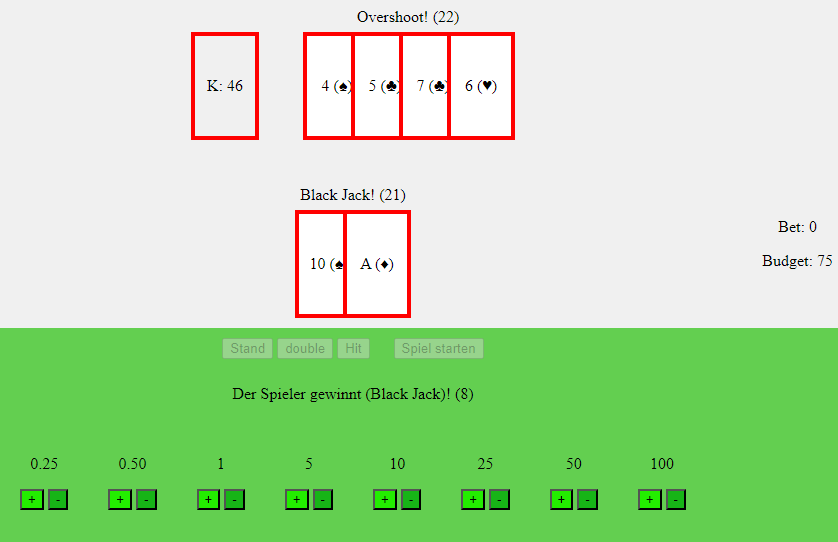 Overshoot! (22)
K: 46
4 (♠)
5 (♣)
7 (♣)
6 (♥)
Black Jack! (21)
10 (♠
A (♦)
Bet: 0
Budget: 75
Stand double Hit Spiel starten
Der Spieler gewinnt (Black Jack)! (8)
0.25 0.50 1 5 10 25 50 100
+ - + - + - + - + - + - + - + -